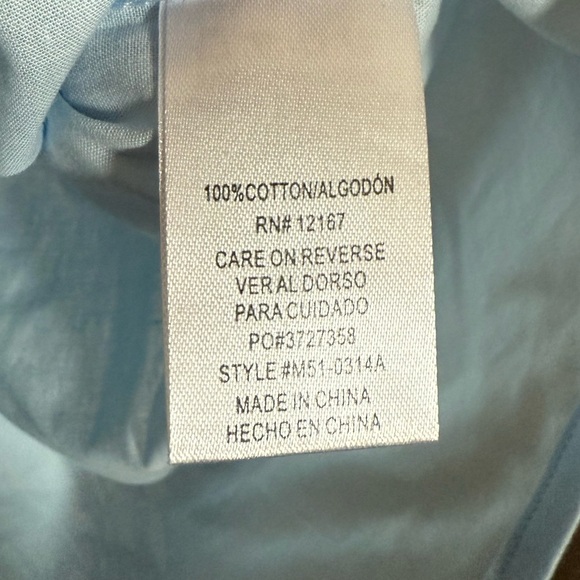 100%COTTON/ALGODÓN
RN# 12167
CARE ON REVERSE
VER AL DORSO
PARA CUIDADO
PO#3727358
STYLE #M51-0314A
MADE IN CHINA
HECHO EN CHINA